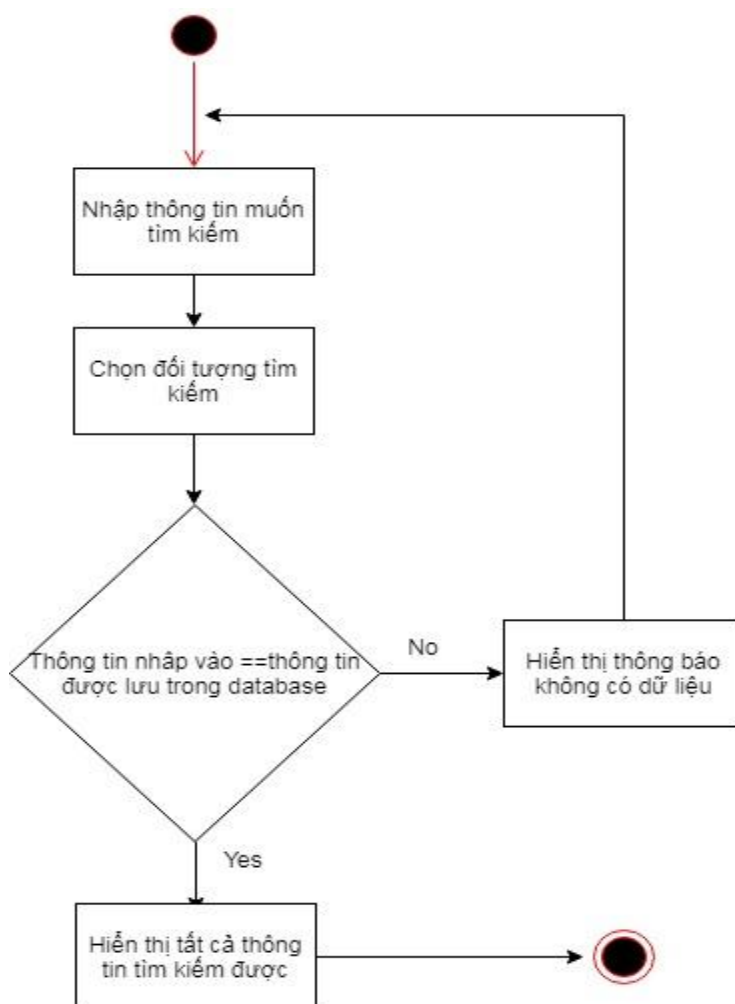 Nhập thông tin muốn
tìm kiếm
Chọn đối tượng tìm
kiếm
Thông tin nhâp vào ==thông tin
được lưu trong database
No
Hiển thị thông báo
không có dữ liệu
Yes
Hiển thị tất cả thông
tin tìm kiếm được